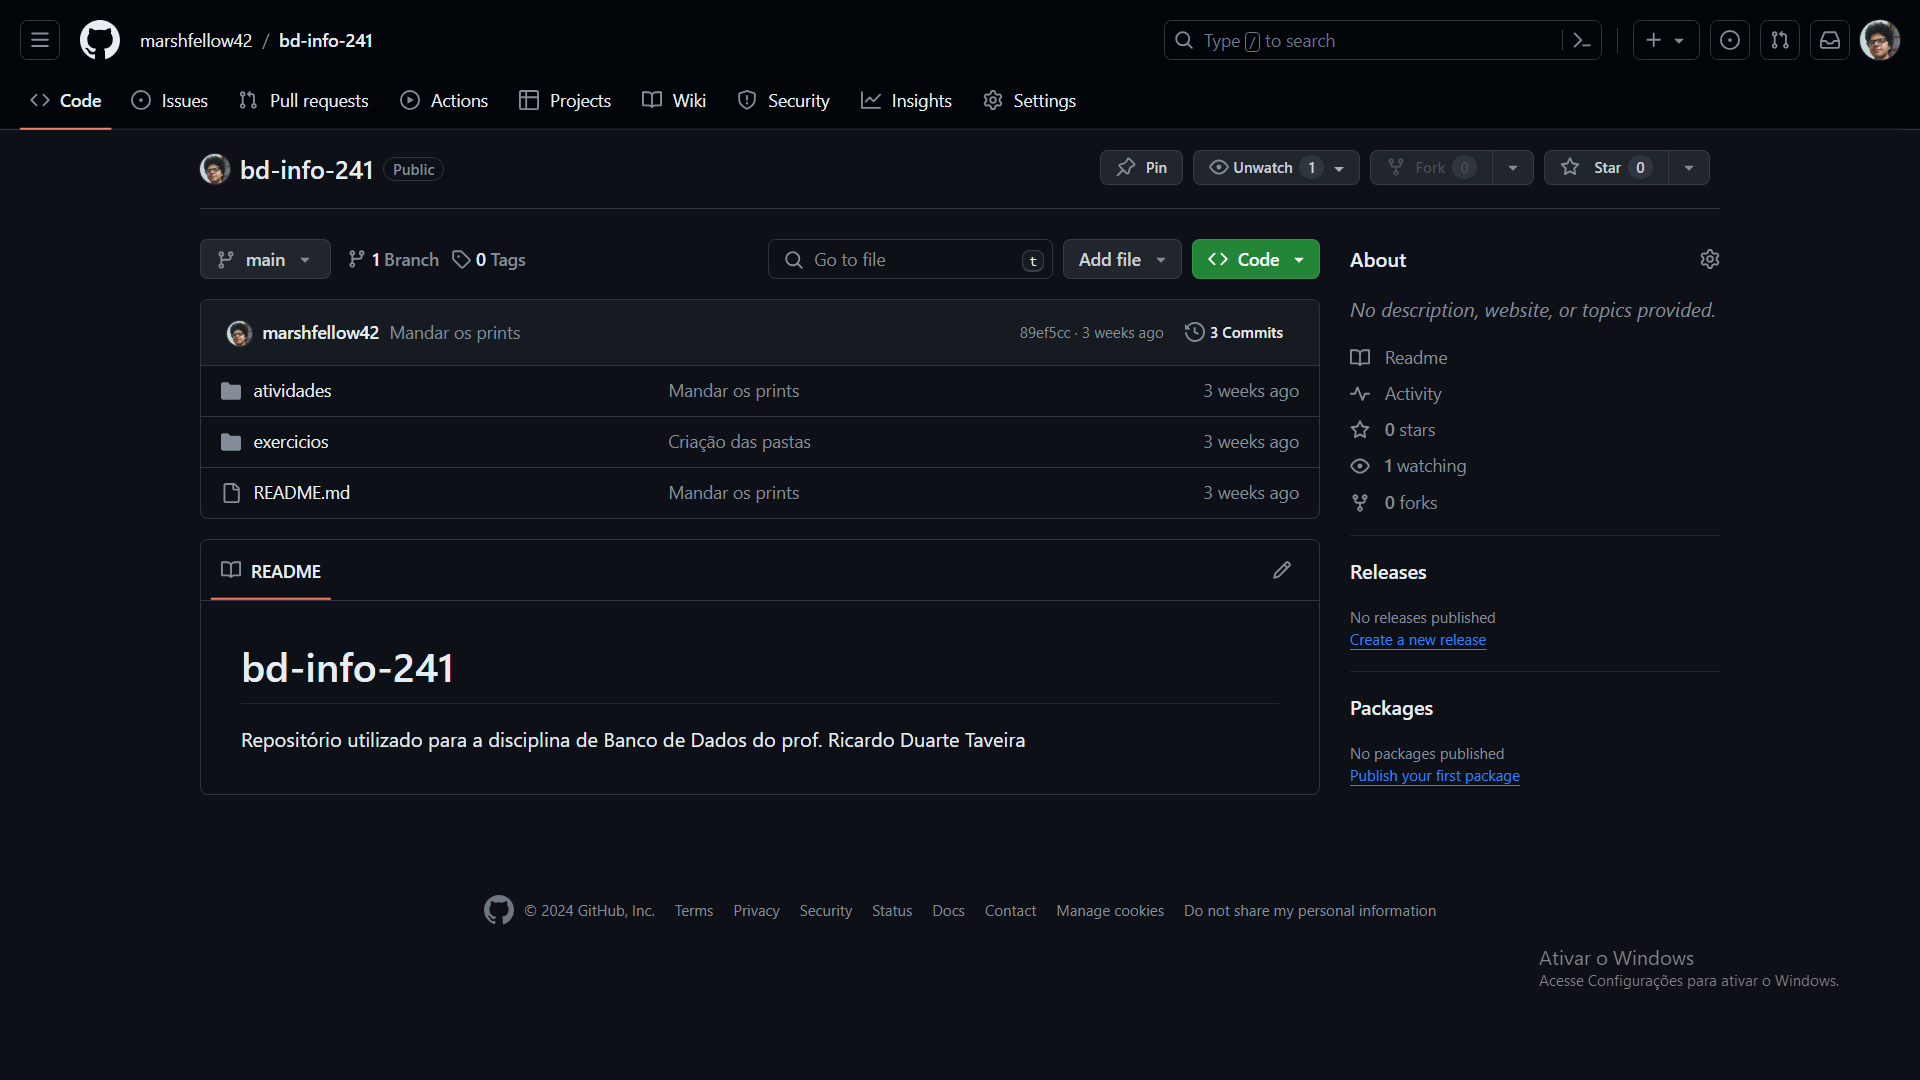 marshfellow42 / bd-info-241
Type / to search
Code
Issues
Pull requests
Actions
Projects
Wiki
Security
Insights
Settings
bd-info-241 Public
Pin
Unwatch 1
Fork 0
Star 0
main
1 Branch
0 Tags
Go to file t
Add file
Code
marshfellow42 Mandar os prints 89ef5cc · 3 weeks ago 3 Commits
atividades Mandar os prints 3 weeks ago
exercicios Criação das pastas 3 weeks ago
README.md Mandar os prints 3 weeks ago
README
bd-info-241
Repositório utilizado para a disciplina de Banco de Dados do prof. Ricardo Duarte Taveira
About
No description, website, or topics provided.
Readme
Activity
0 stars
1 watching
0 forks
Releases
No releases published
Create a new release
Packages
No packages published
Publish your first package
© 2024 GitHub, Inc. Terms Privacy Security Status Docs Contact Manage cookies Do not share my personal information
Ativar o Windows
Acesse Configurações para ativar o Windows.